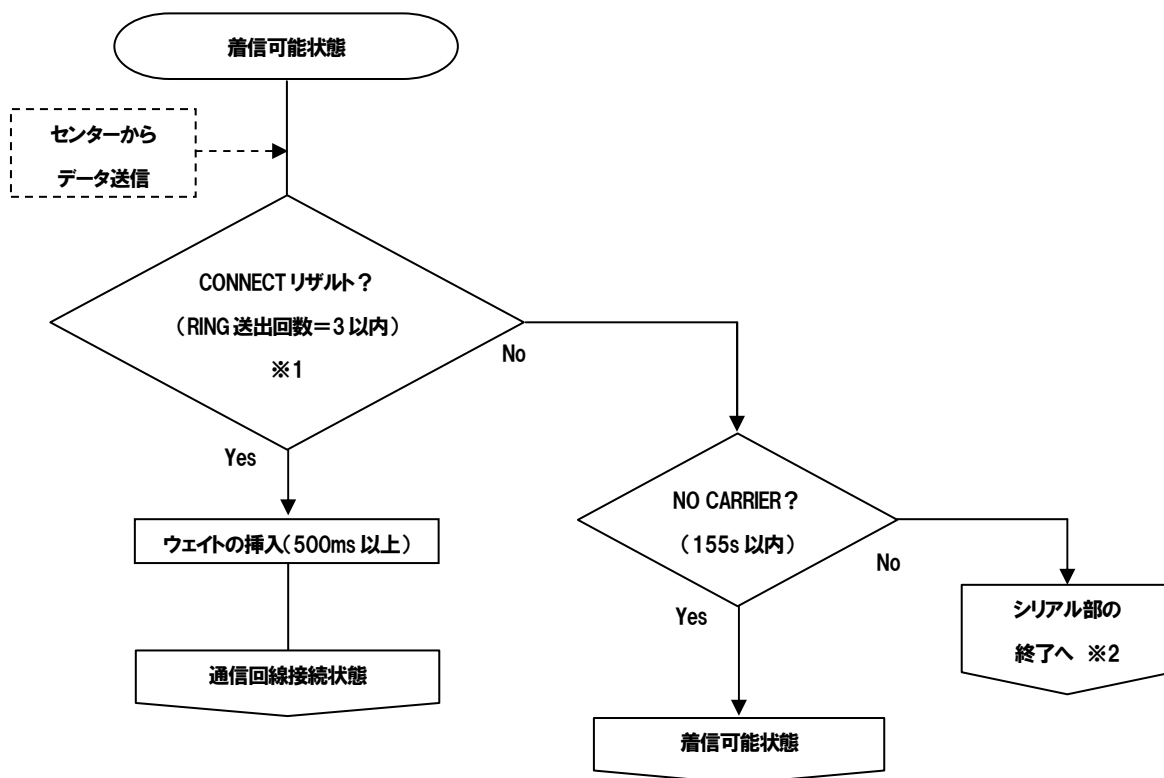 着信可能状態
センターから
データ送信
CONNECTリザルト？
（RING送出回数＝3以内）
※1
No
Yes
ウェイトの挿入（500ms以上）
通信回線接続状態
NO CARRIER？
（155s以内）
No
Yes
シリアル部の
終了へ ※2
着信可能状態